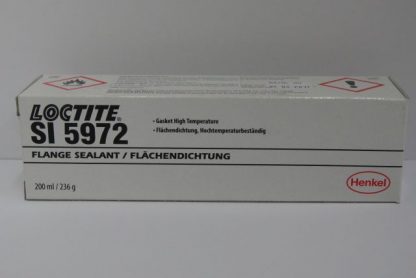 LOCTITE®
SI 5972
• Gasket High Temperature
• Flächendichtung, Hochtemperaturbeständig
FLANGE SEALANT / FLÄCHENDICHTUNG
200 ml / 236 g
Henkel